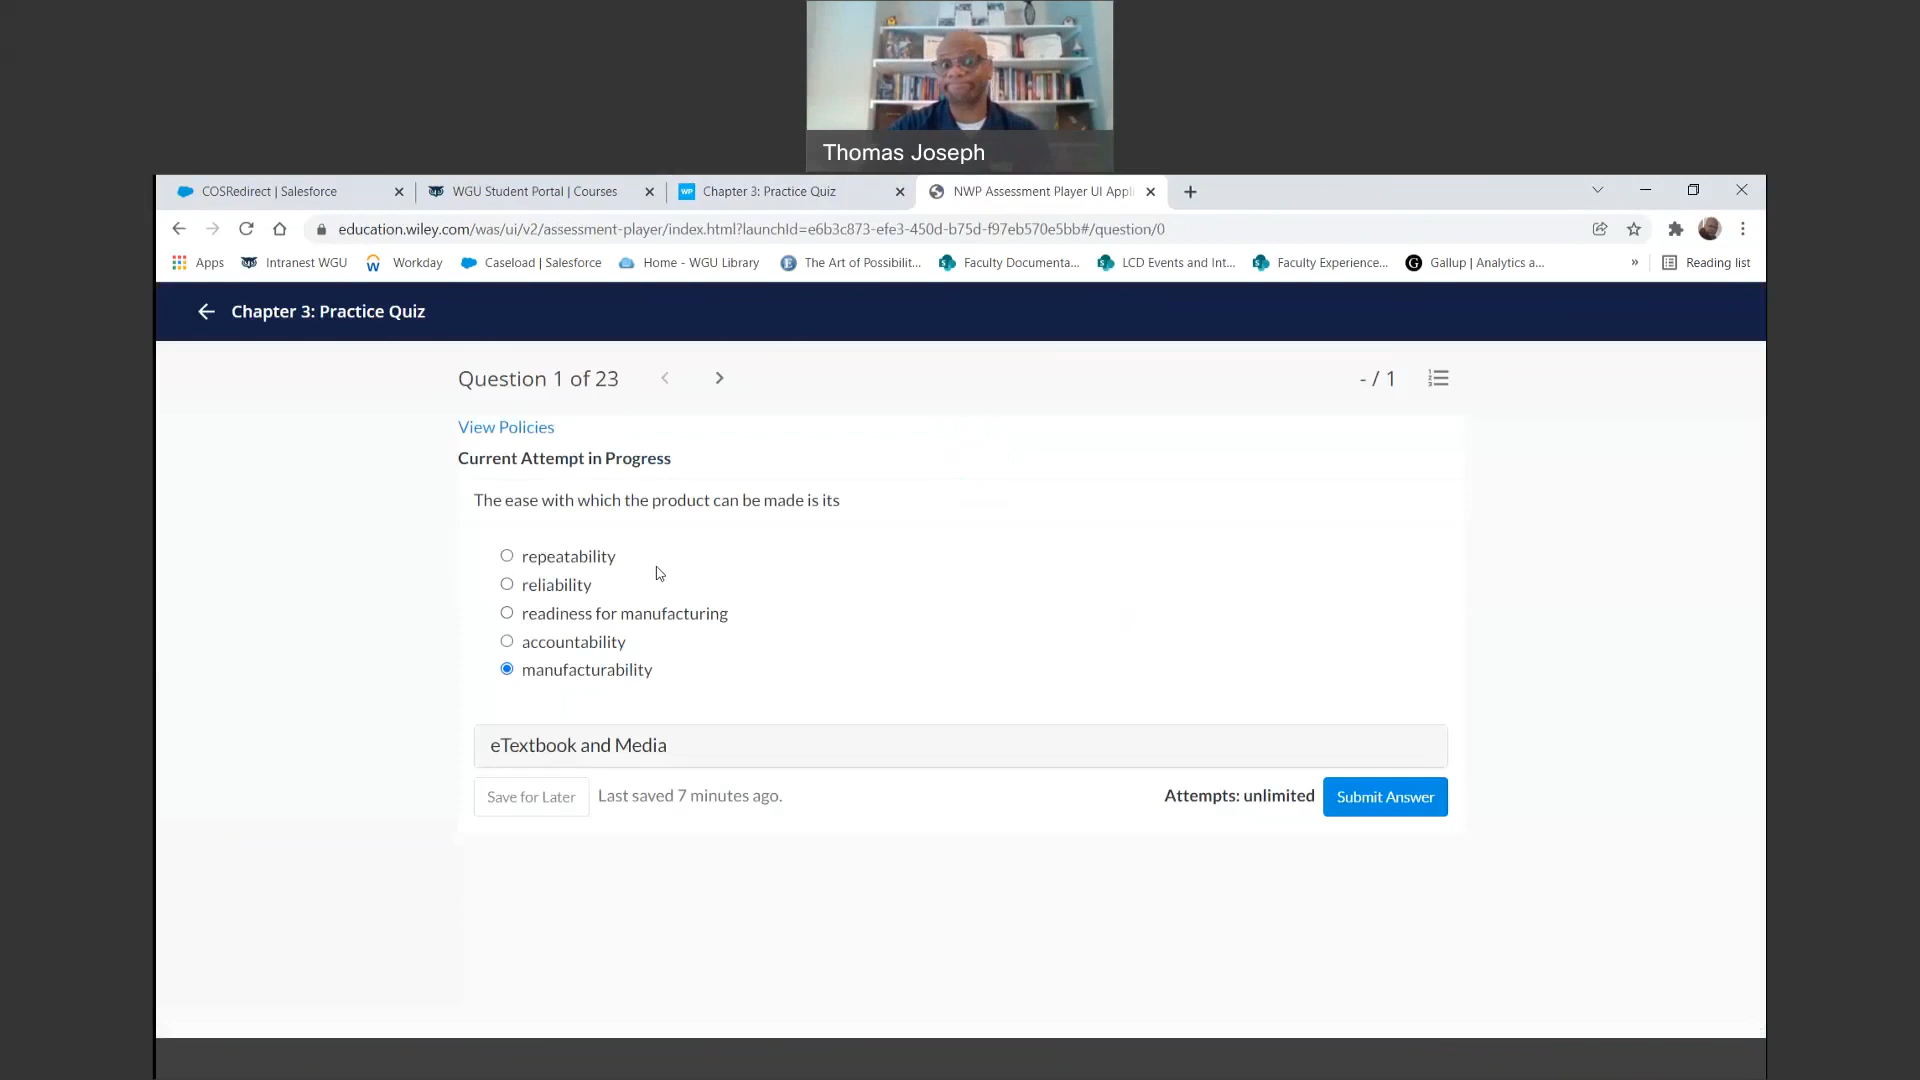 Thomas Joseph
COSRedirect | Salesforce
WGU Student Portal | Courses
WP Chapter 3: Practice Quiz
NWP Assessment Player UI Appli
education.wiley.com/was/ui/v2/assessment-player/index.html?launchId=e6b3c873-efe3-450d-b75d-f97eb570e5bb#/question/0
Apps
Intranest WGU
Workday
Caseload | Salesforce
Home - WGU Library
The Art of Possibilit...
Faculty Documenta...
LCD Events and Int...
Faculty Experience...
Gallup | Analytics a...
»
Reading list
Chapter 3: Practice Quiz
Question 1 of 23
- / 1
View Policies
Current Attempt in Progress
The ease with which the product can be made is its
repeatability
reliability
readiness for manufacturing
accountability
manufacturability
eTextbook and Media
Save for Later
Last saved 7 minutes ago.
Attempts: unlimited
Submit Answer